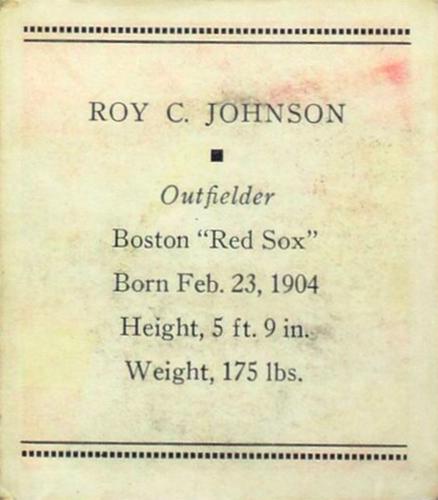 ROY C. JOHNSON
Outfielder
Boston “Red Sox”
Born Feb. 23, 1904
Height, 5 ft. 9 in.
Weight, 175 lbs.